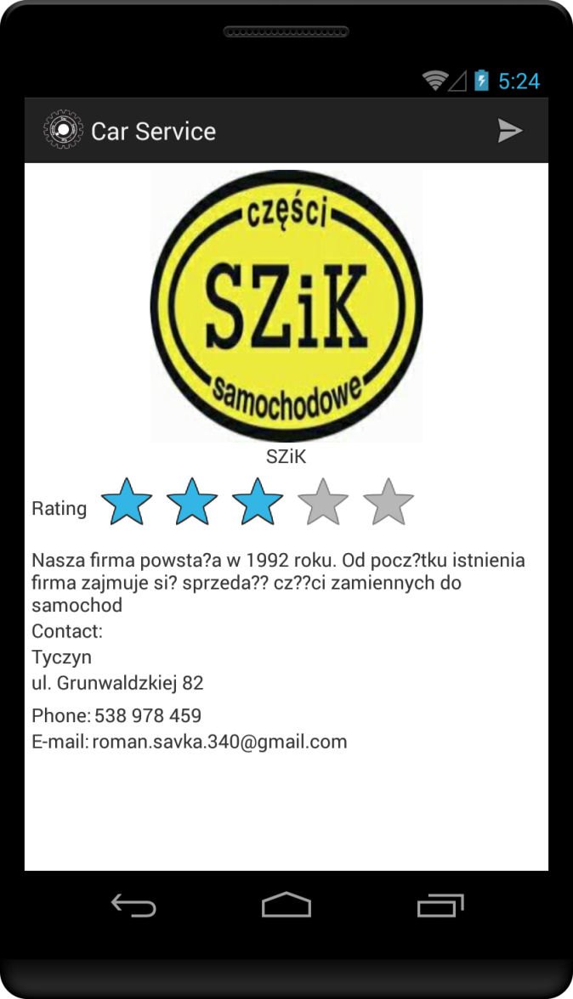 5:24
Car Service
części
SZiK
samochodowe
SZiK
Rating
Nasza firma powsta?a w 1992 roku. Od pocz?tku istnienia
firma zajmuje si? sprzeda?? cz??ci zamiennych do
samochod
Contact:
Tyczyn
ul. Grunwaldzkiej 82
Phone: 538 978 459
E-mail: roman.savka.340@gmail.com